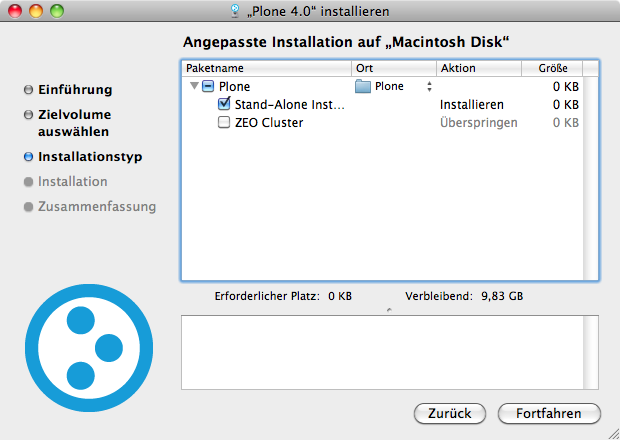 „Plone 4.0“ installieren
Angepasste Installation auf „Macintosh Disk“
Einführung
Zielvolume
auswählen
Installationstyp
Installation
Zusammenfassung
Paketname Ort Aktion Größe
Plone Plone 0 KB
Stand-Alone Inst... Installieren 0 KB
ZEO Cluster Überspringen 0 KB
Erforderlicher Platz: 0 KB Verbleibend: 9,83 GB
Zurück Fortfahren